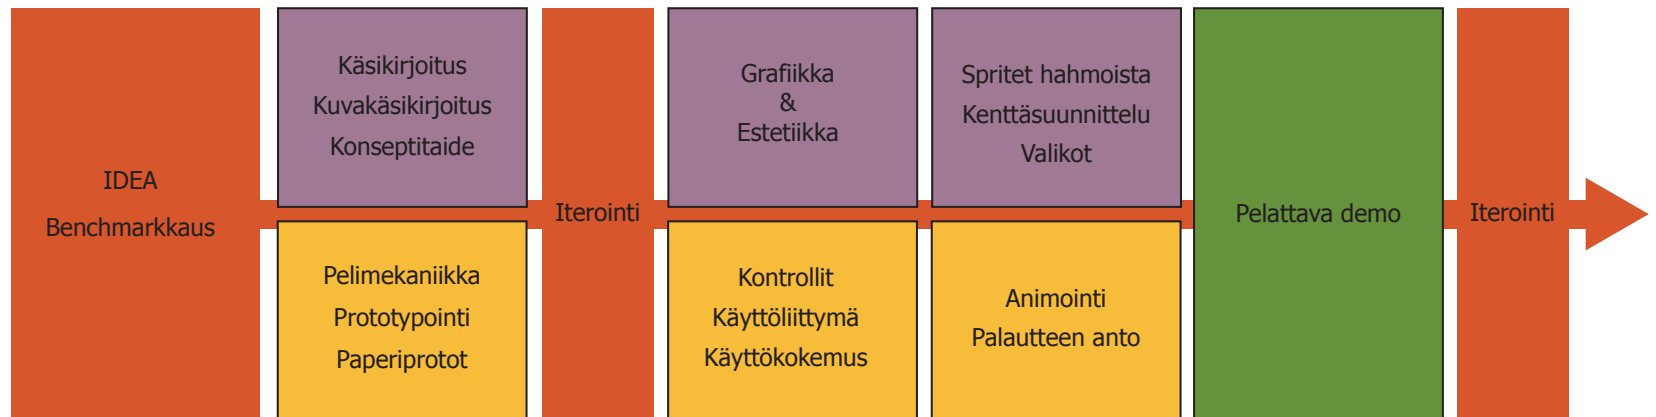 IDEA
Benchmarkkaus
Käsikirjoitus
Kuvakäsikirjoitus
Konseptitaide
Pelimekaniikka
Prototypointi
Paperiprotot
Iterointi
Grafiikka
&
Estetiikka
Kontrollit
Käyttöliittymä
Käyttökokemus
Spritet hahmoista
Kenttäsuunnittelu
Valikot
Animointi
Palautteen anto
Pelattava demo
Iterointi